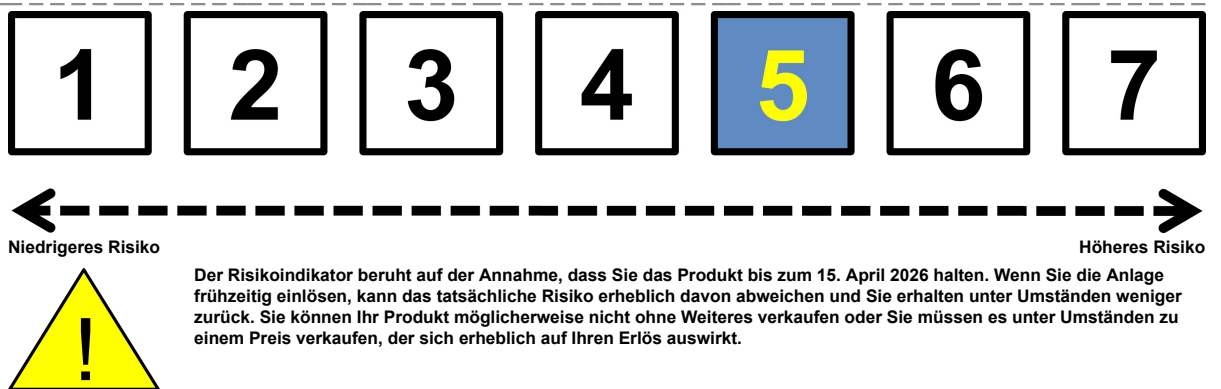 1 2 3 4 5 6 7
Niedrigeres Risiko Höheres Risiko
Der Risikoindikator beruht auf der Annahme, dass Sie das Produkt bis zum 15. April 2026 halten. Wenn Sie die Anlage
frühzeitig einlösen, kann das tatsächliche Risiko erheblich davon abweichen und Sie erhalten unter Umständen weniger
zurück. Sie können Ihr Produkt möglicherweise nicht ohne Weiteres verkaufen oder Sie müssen es unter Umständen zu
einem Preis verkaufen, der sich erheblich auf Ihren Erlös auswirkt.
!